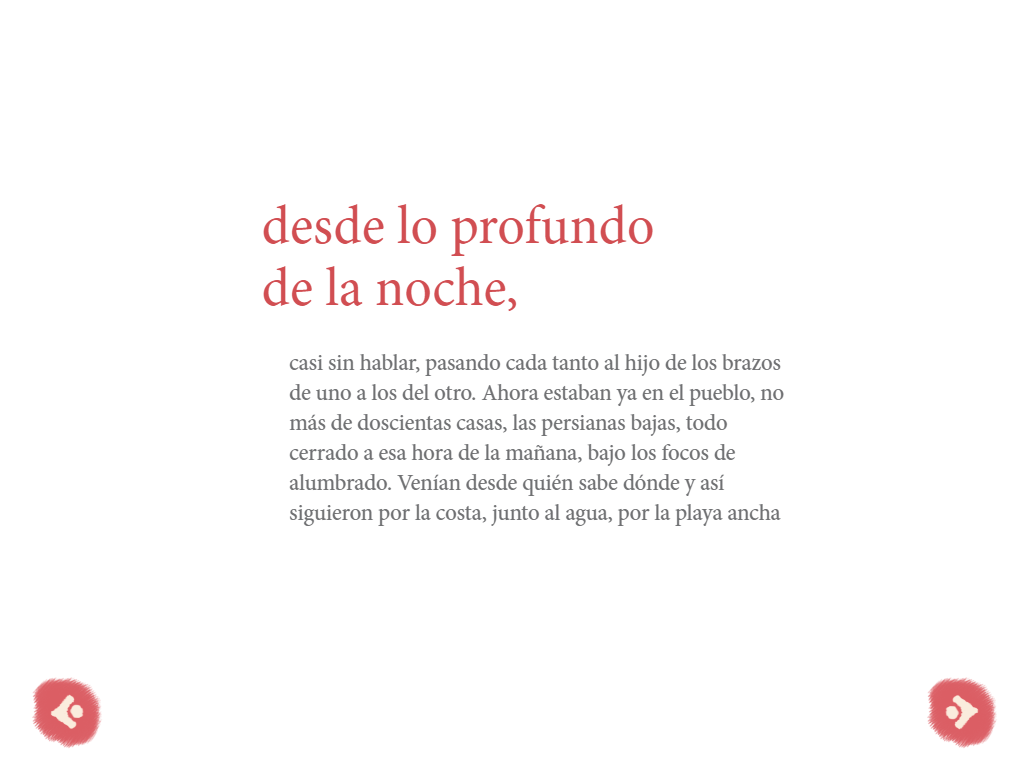 desde lo profundo
de la noche,
casi sin hablar, pasando cada tanto al hijo de los brazos
de uno a los del otro. Ahora estaban ya en el pueblo, no
más de doscientas casas, las persianas bajas, todo
cerrado a esa hora de la mañana, bajo los focos de
alumbrado. Venían desde quién sabe dónde y así
siguieron por la costa, junto al agua, por la playa ancha